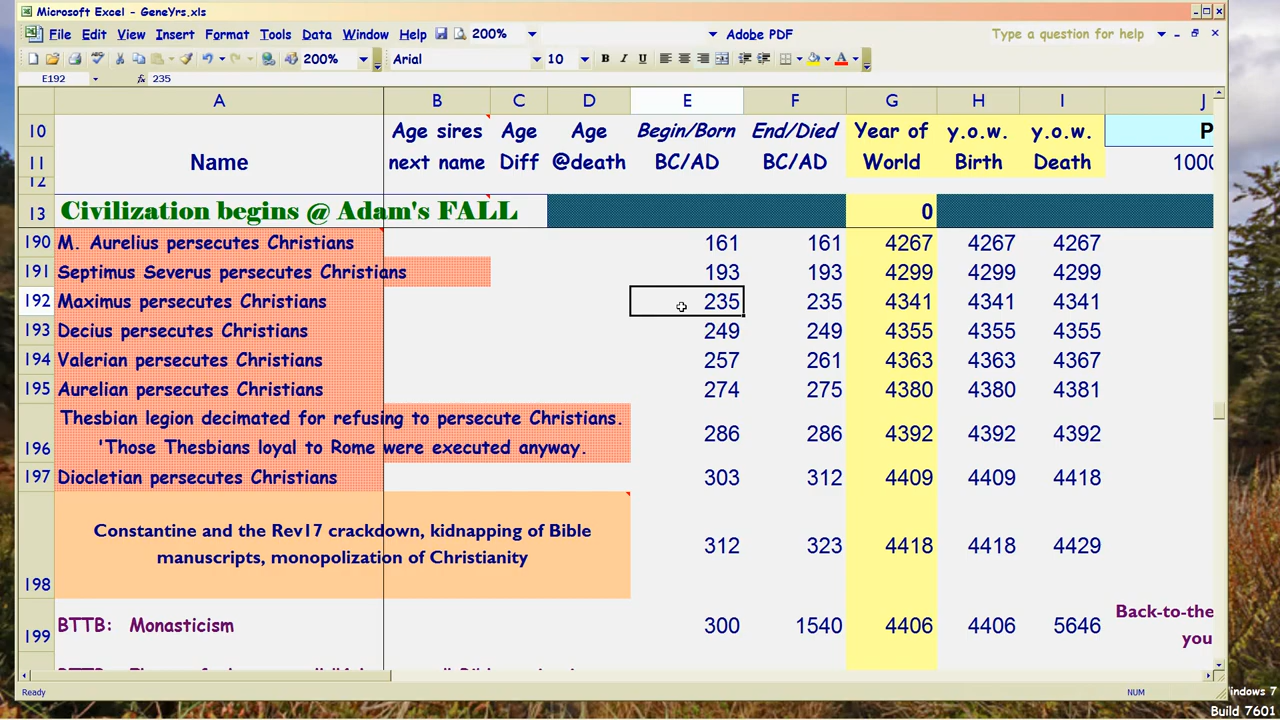 Microsoft Excel - GeneYrs.xls
File Edit View Insert Format Tools Data Window Help 200% Adobe PDF Type a question for help
200% Arial 10 B I U
E192 fx 235
A B C D E F G H I J
10 Age sires Age Age Begin/Born End/Died Year of y.o.w. y.o.w. P
11 Name next name Diff @death BC/AD BC/AD World Birth Death 1000
12
13 Civilization begins @ Adam's FALL 0
190 M. Aurelius persecutes Christians 161 161 4267 4267 4267
191 Septimus Severus persecutes Christians 193 193 4299 4299 4299
192 Maximus persecutes Christians 235 235 4341 4341 4341
193 Decius persecutes Christians 249 249 4355 4355 4355
194 Valerian persecutes Christians 257 261 4363 4363 4367
195 Aurelian persecutes Christians 274 275 4380 4380 4381
Thesbian legion decimated for refusing to persecute Christians.
196 'Those Thesbians loyal to Rome were executed anyway. 286 286 4392 4392 4392
197 Diocletian persecutes Christians 303 312 4409 4409 4418
Constantine and the Rev17 crackdown, kidnapping of Bible
manuscripts, monopolization of Christianity 312 323 4418 4418 4429
198
199 BTTB: Monasticism 300 1540 4406 4406 5646 Back-to-the
you
Ready NUM
indows 7
Build 7601